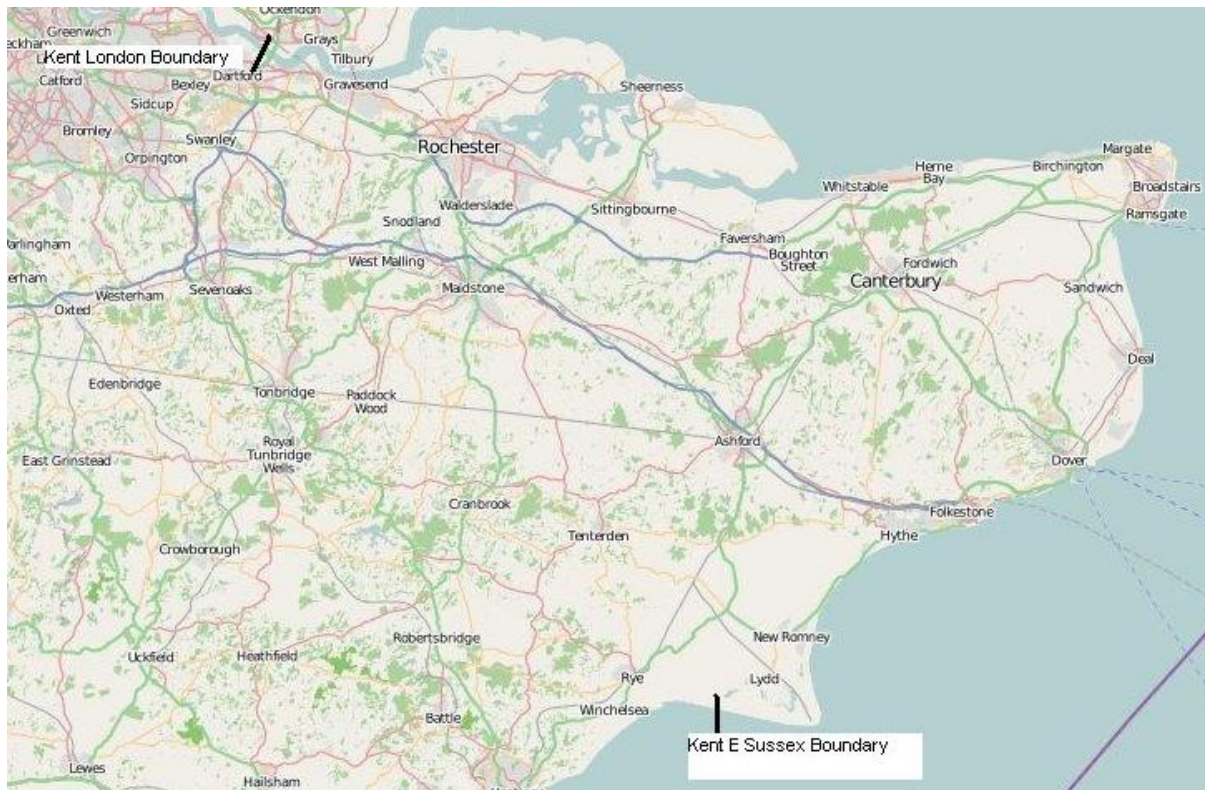 Ockendon
Greenwich
Grays
Kent London Boundary
Tilbury
Dartford
Catford
Bexley
Gravesend
Sheerness
Sidcup
Bromley
Swanley
Rochester
Orpington
Margate
Herne
Bay
Birchington
Whitstable
Broadstairs
Walderslade
Sittingbourne
Ramsgate
Snodland
Faversham
West Malling
Boughton
Street
Fordwich
Canterbury
Sevenoaks
Maidstone
Sandwich
Westerham
Oxted
Deal
Edenbridge
Tonbridge
Paddock
Wood
Royal
Tunbridge
Wells
Ashford
East Grinstead
Dover
Cranbrook
Folkestone
Tenterden
Hythe
Crowborough
Robertsbridge
New Romney
Uckfield
Heathfield
Rye
Lydd
Winchelsea
Battle
Kent E Sussex Boundary
Lewes
Hailsham